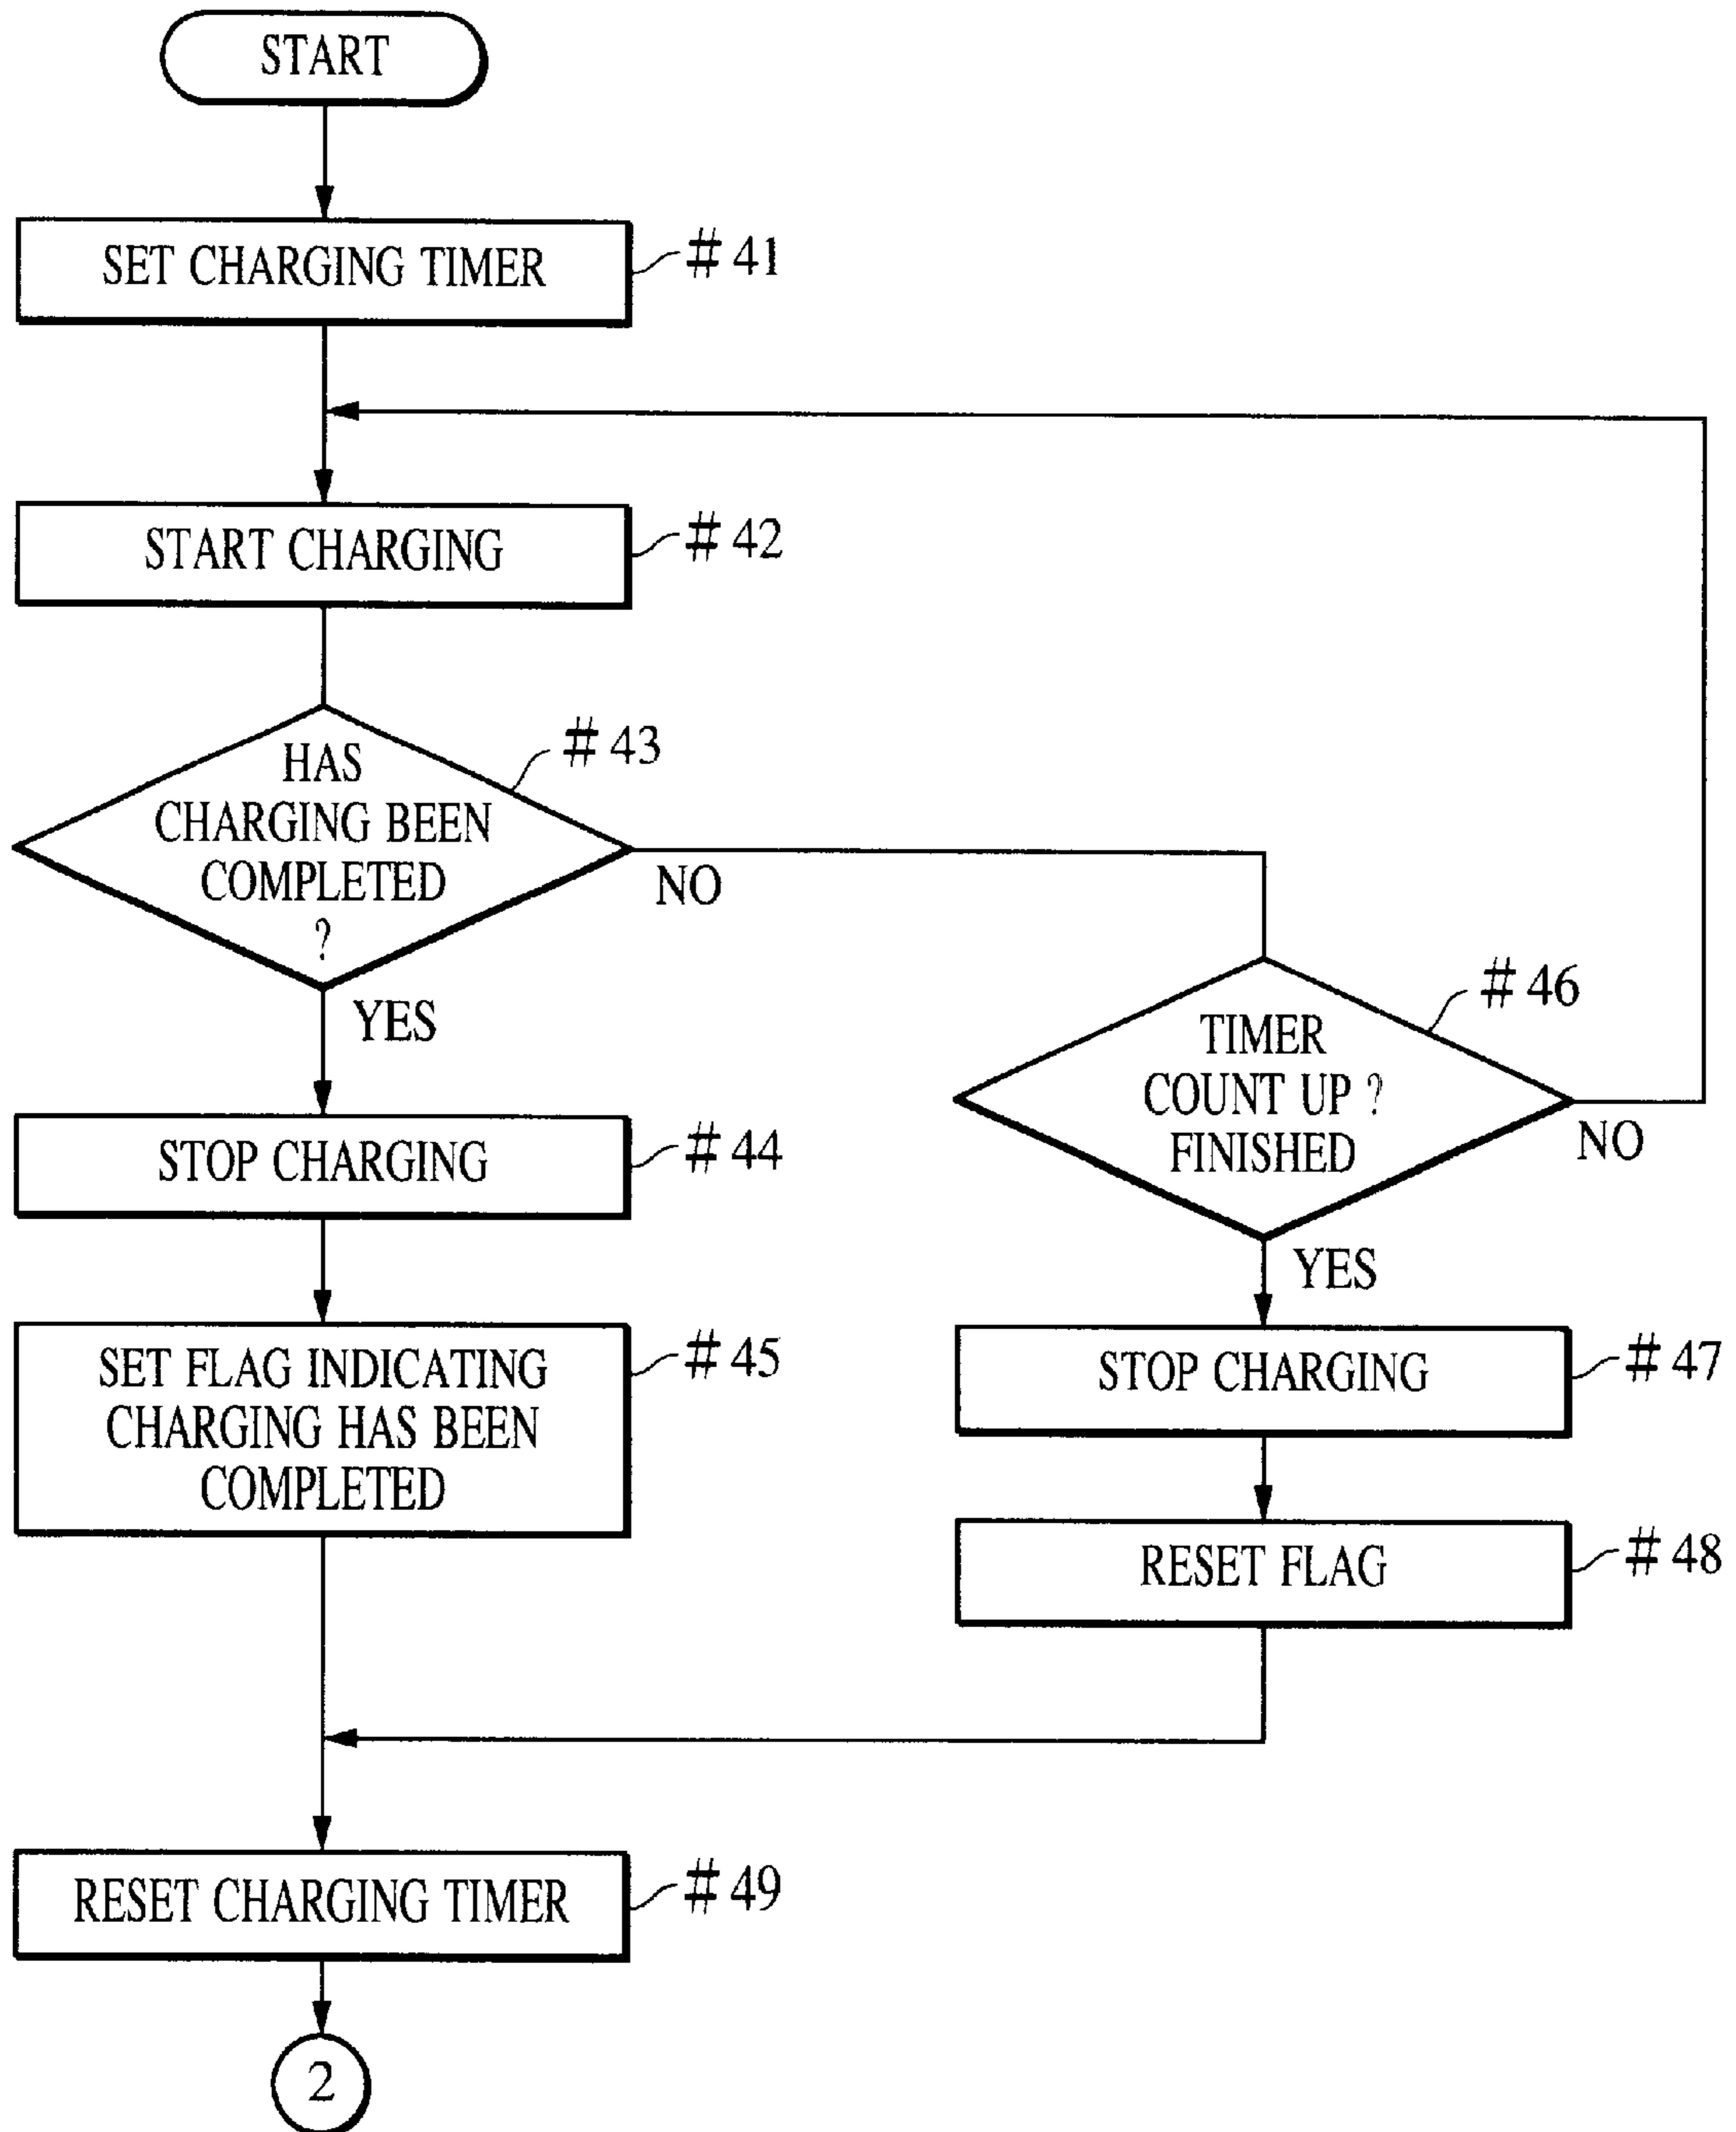 START
SET CHARGING TIMER
# 41
START CHARGING
# 42
HAS
CHARGING BEEN
COMPLETED
?
# 43
NO
YES
STOP CHARGING
# 44
SET FLAG INDICATING
CHARGING HAS BEEN
COMPLETED
# 45
TIMER
COUNT UP ?
FINISHED
# 46
NO
YES
STOP CHARGING
# 47
RESET FLAG
# 48
RESET CHARGING TIMER
# 49
2